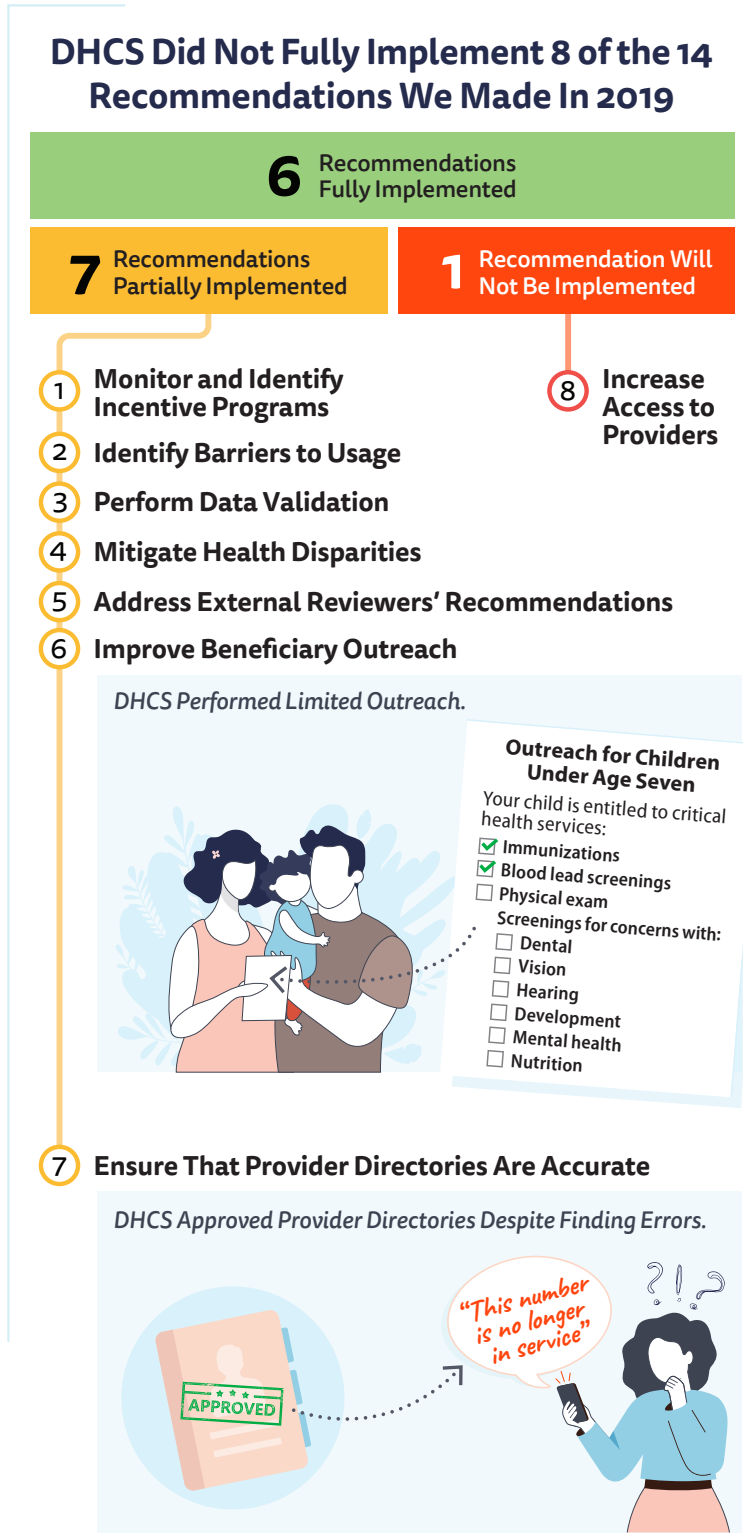 DHCS Did Not Fully Implement 8 of the 14
Recommendations We Made In 2019
6 Recommendations
Fully Implemented
7 Recommendations
Partially Implemented
1 Recommendation Will
Not Be Implemented
1 Monitor and Identify
Incentive Programs
8 Increase
Access to
Providers
2 Identify Barriers to Usage
3 Perform Data Validation
4 Mitigate Health Disparities
5 Address External Reviewers’ Recommendations
6 Improve Beneficiary Outreach
DHCS Performed Limited Outreach.
Outreach for Children
Under Age Seven
Your child is entitled to critical
health services:
Immunizations
Blood lead screenings
Physical exam
Screenings for concerns with:
Dental
Vision
Hearing
Development
Mental health
Nutrition
7 Ensure That Provider Directories Are Accurate
DHCS Approved Provider Directories Despite Finding Errors.
APPROVED
“This number
is no longer
in service”
?!?